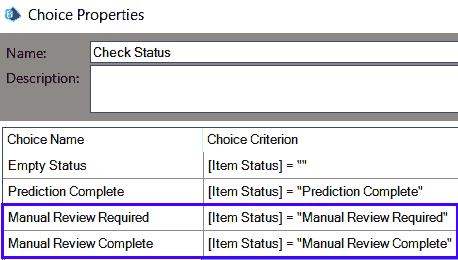 Choice Properties
Name: Check Status
Description:
Choice Name Choice Criterion
Empty Status [Item Status] = ""
Prediction Complete [Item Status] = "Prediction Complete"
Manual Review Required [Item Status] = "Manual Review Required"
Manual Review Complete [Item Status] = "Manual Review Complete"